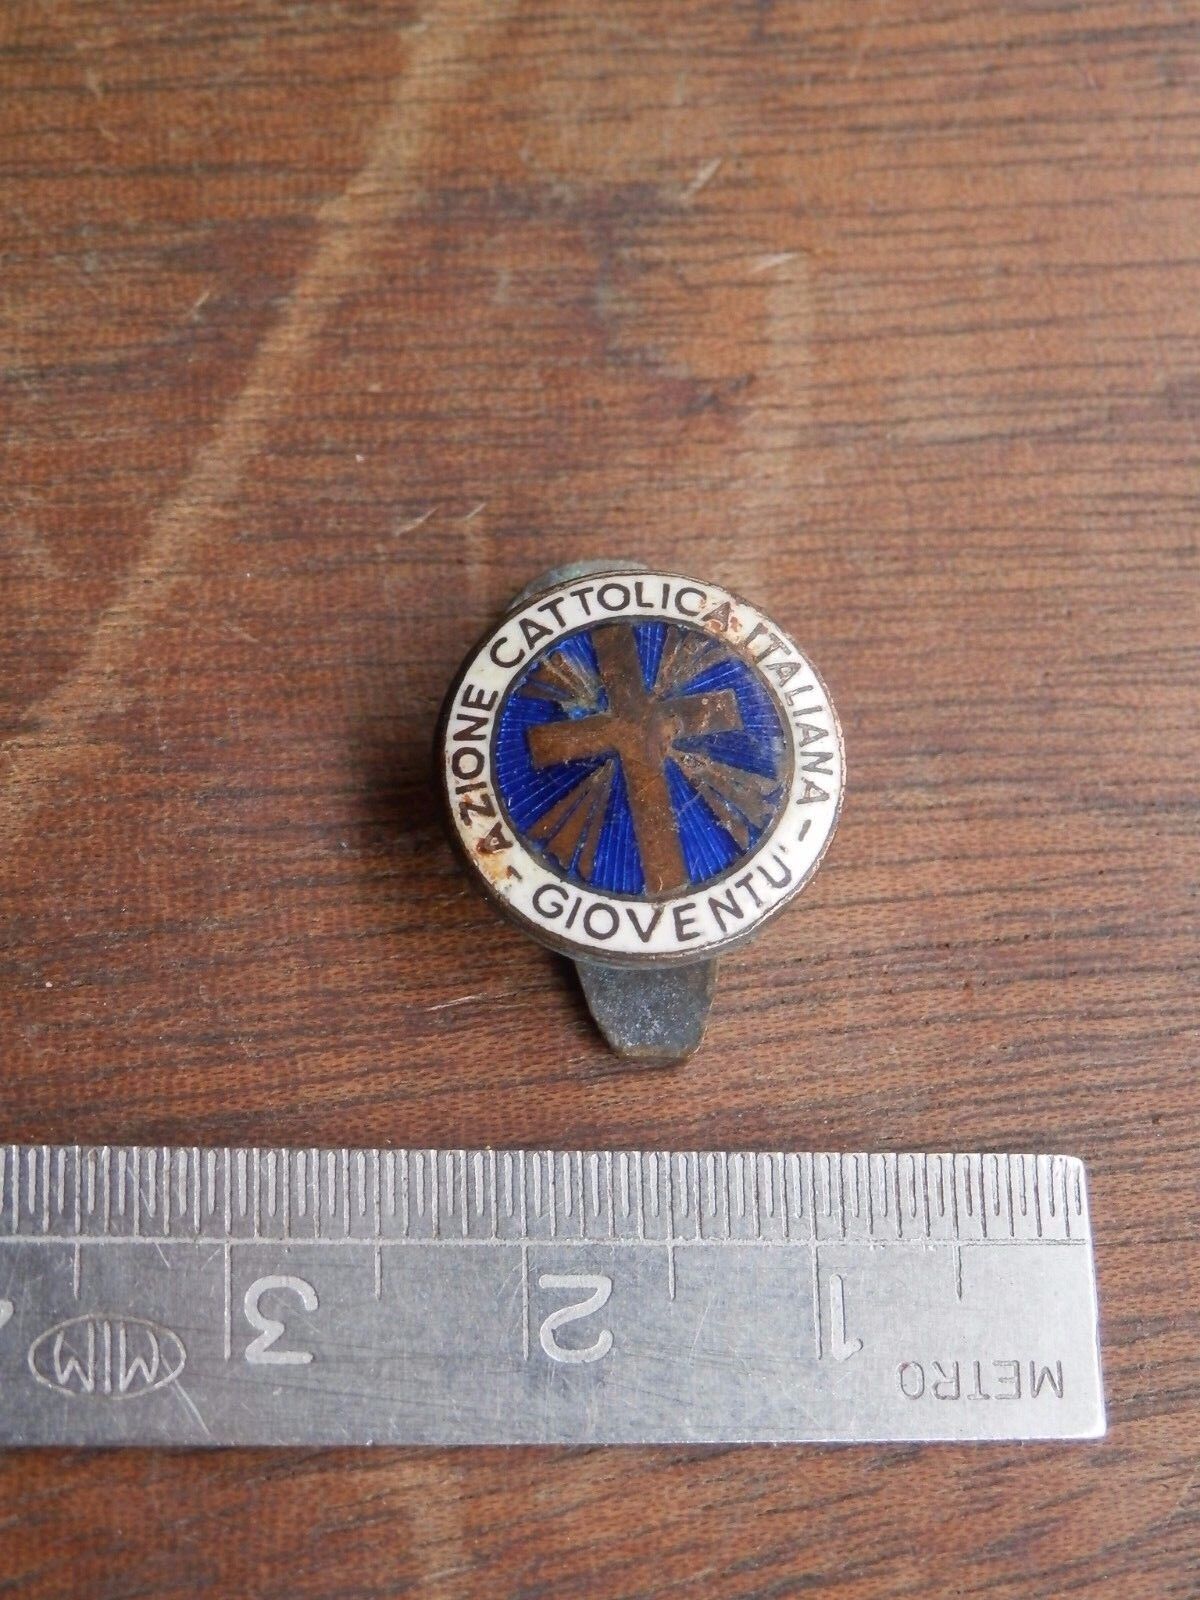 AZIONE CATTOLICA ITALIANA -
- GIOVENTU'
3 2 1
MIM
METRO